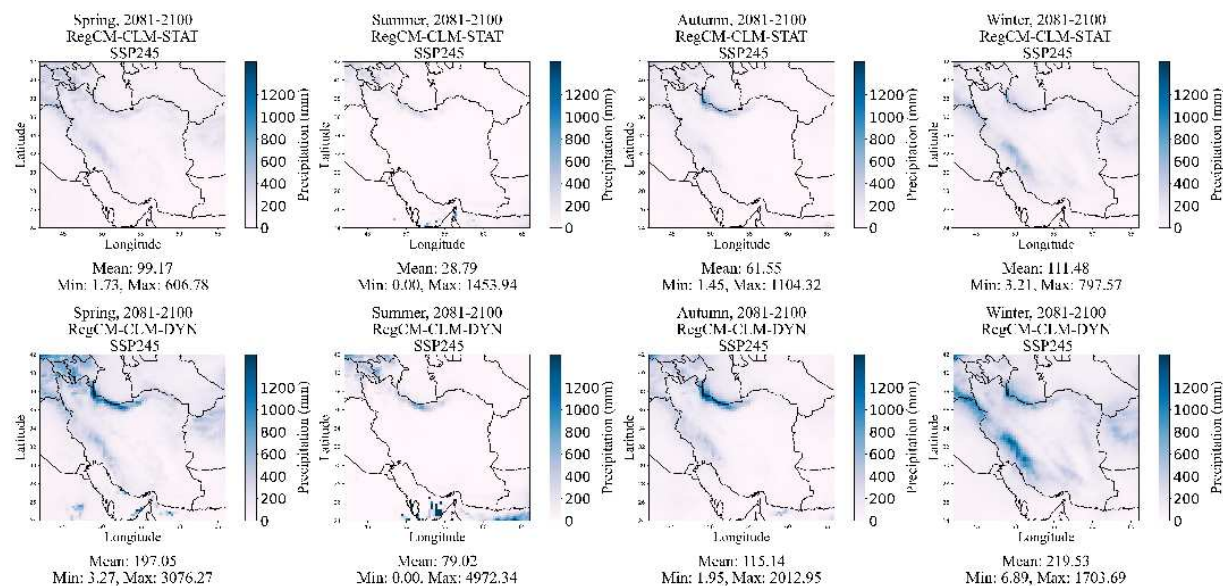 Spring, 2081-2100
RegCM-CLM-STAT
SSP245
Latitude
Longitude
0
200
400
600
800
1000
1200
Precipitation (mm)
Mean: 99.17
Min: 1.73, Max: 606.78
Summer, 2081-2100
RegCM-CLM-STAT
SSP245
Latitude
Longitude
0
200
400
600
800
1000
1200
Precipitation (mm)
Mean: 28.79
Min: 0.00, Max: 1453.94
Autumn, 2081-2100
RegCM-CLM-STAT
SSP245
Latitude
Longitude
0
200
400
600
800
1000
1200
Precipitation (mm)
Mean: 61.55
Min: 1.45, Max: 1104.32
Winter, 2081-2100
RegCM-CLM-STAT
SSP245
Latitude
Longitude
0
200
400
600
800
1000
1200
Precipitation (mm)
Mean: 111.48
Min: 3.21, Max: 797.57
Spring, 2081-2100
RegCM-CLM-DYN
SSP245
Latitude
Longitude
0
200
400
600
800
1000
1200
Precipitation (mm)
Mean: 197.05
Min: 3.27, Max: 3076.27
Summer, 2081-2100
RegCM-CLM-DYN
SSP245
Latitude
Longitude
0
200
400
600
800
1000
1200
Precipitation (mm)
Mean: 79.02
Min: 0.00, Max: 4972.34
Autumn, 2081-2100
RegCM-CLM-DYN
SSP245
Latitude
Longitude
0
200
400
600
800
1000
1200
Precipitation (mm)
Mean: 115.14
Min: 1.95, Max: 2012.95
Winter, 2081-2100
RegCM-CLM-DYN
SSP245
Latitude
Longitude
0
200
400
600
800
1000
1200
Precipitation (mm)
Mean: 219.53
Min: 6.89, Max: 1703.69